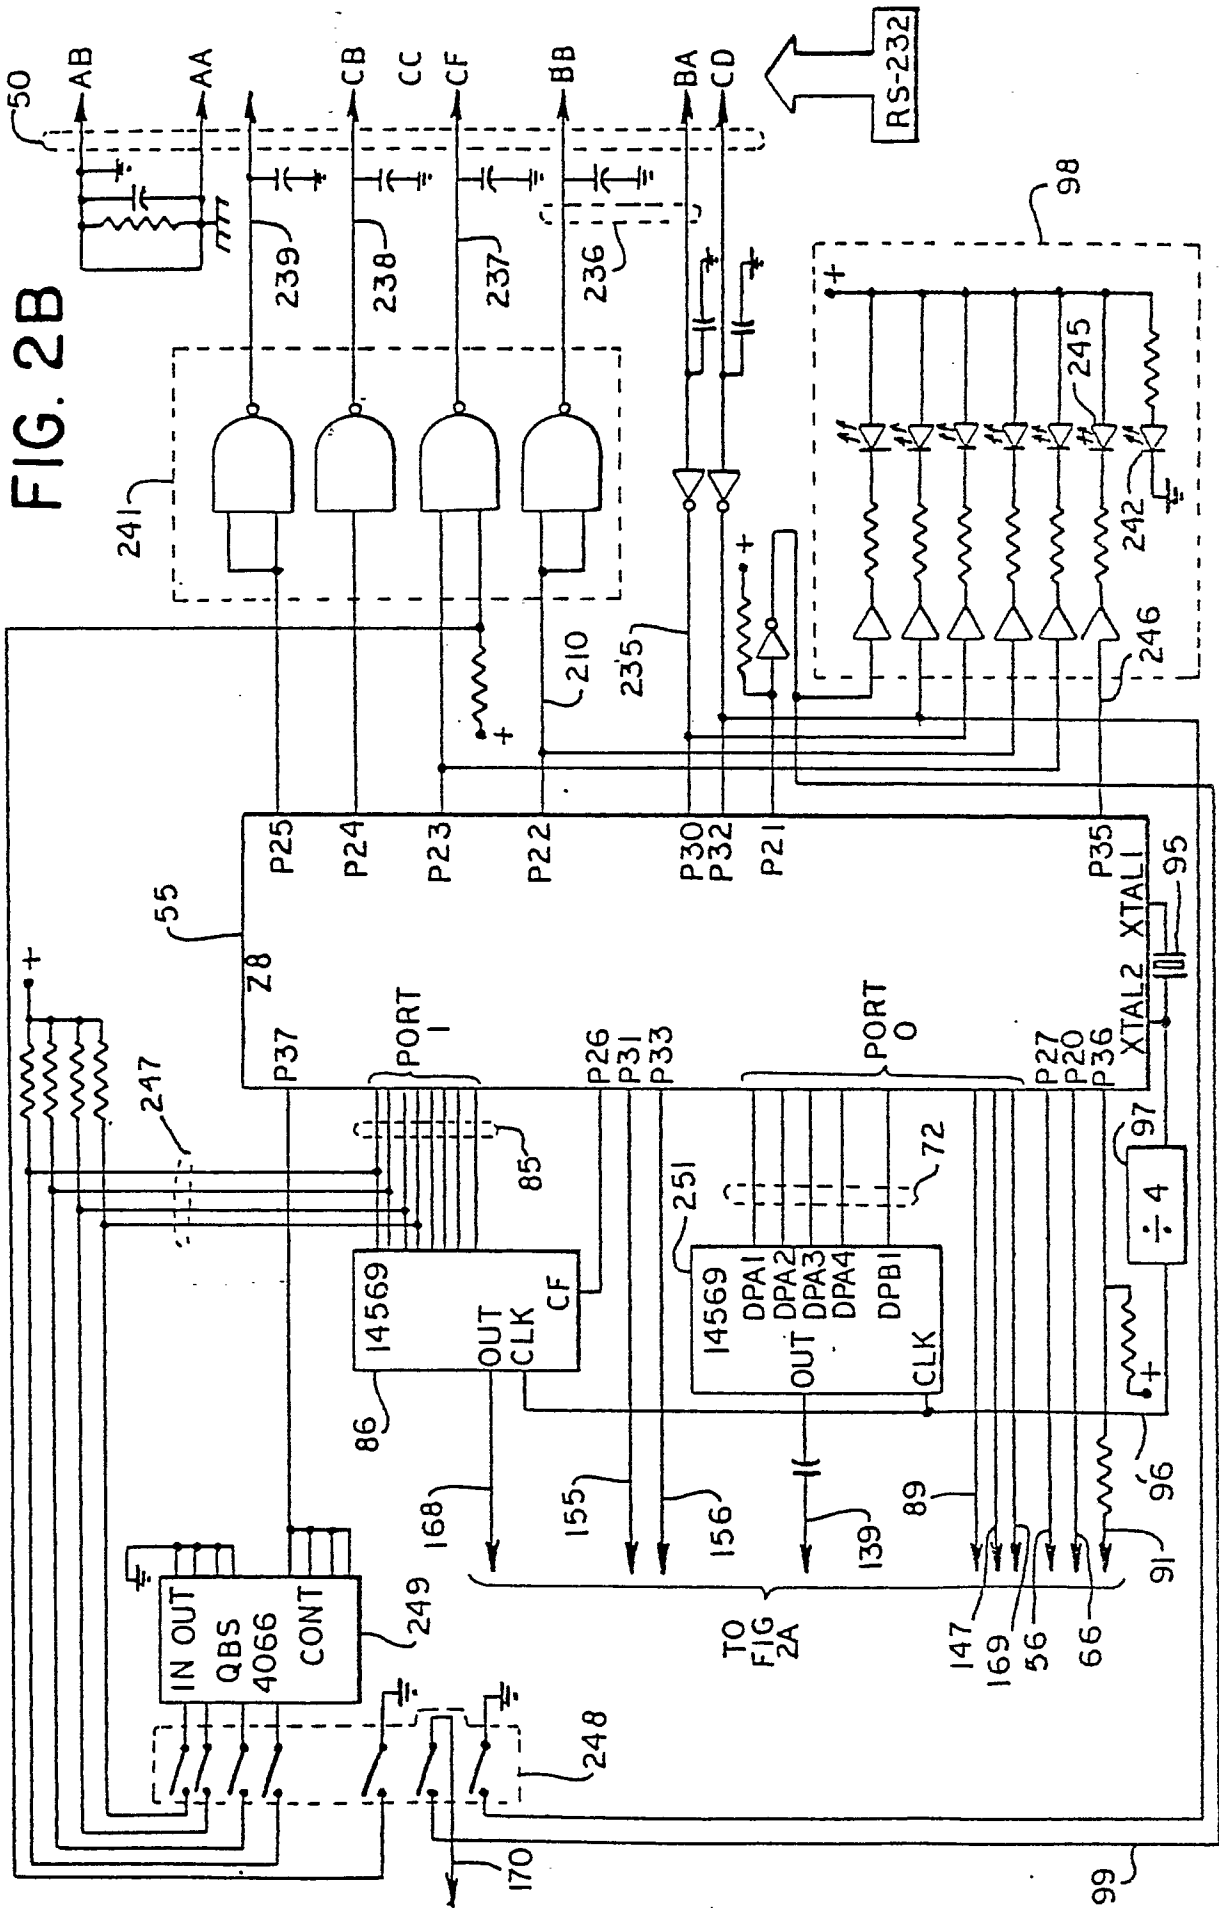 FIG. 2B
50
AB
AA
CB
CC
CF
BB
BA
CD
RS-232
239
238
237
236
241
210
235
98
+
245
242
246
+
+
55
Z8
P25
P24
P23
P22
P30
P32
P21
P35
XTAL1
XTAL2
95
P37
PORT
1
P26
P31
P33
PORT
0
P27
P20
P36
+
247
85
72
97
÷4
86
14569
OUT
CLK
CF
251
14569
DPA1
DPA2
DPA3
DPA4
DPB1
OUT
CLK
+
96
168
155
156
139
89
147
169
56
66
91
TO
FIG
2A
IN OUT
QBS
4066
CONT
249
248
170
99